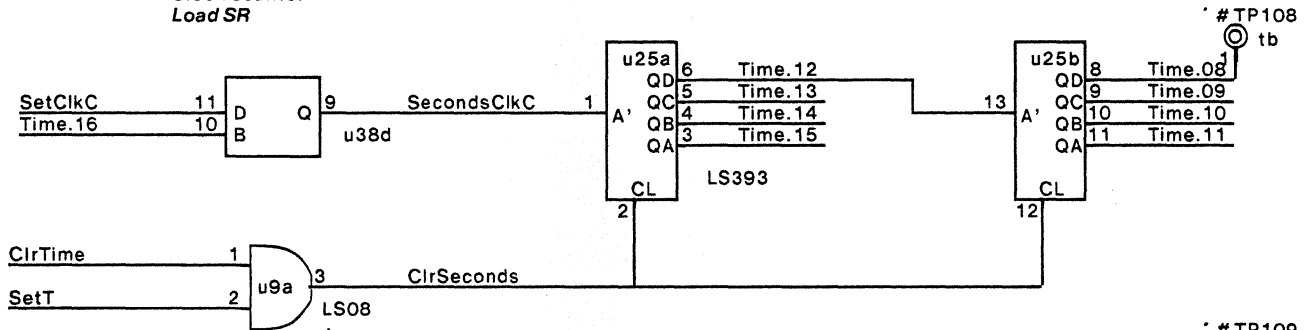 Load SR
' # TP108
tb
1
u25a
QD 6 Time.12
QC 5 Time.13
QB 4 Time.14
QA 3 Time.15
A'
CL
2
LS393
u25b
QD 8 Time.08
QC 9 Time.09
QB 10 Time.10
QA 11 Time.11
13 A'
CL
12
SetClkC 11 D Q 9 SecondsClkC 1
Time.16 10 B
u38d
ClrTime 1
u9a 3 ClrSeconds
SetT 2
LS08
' # TP109